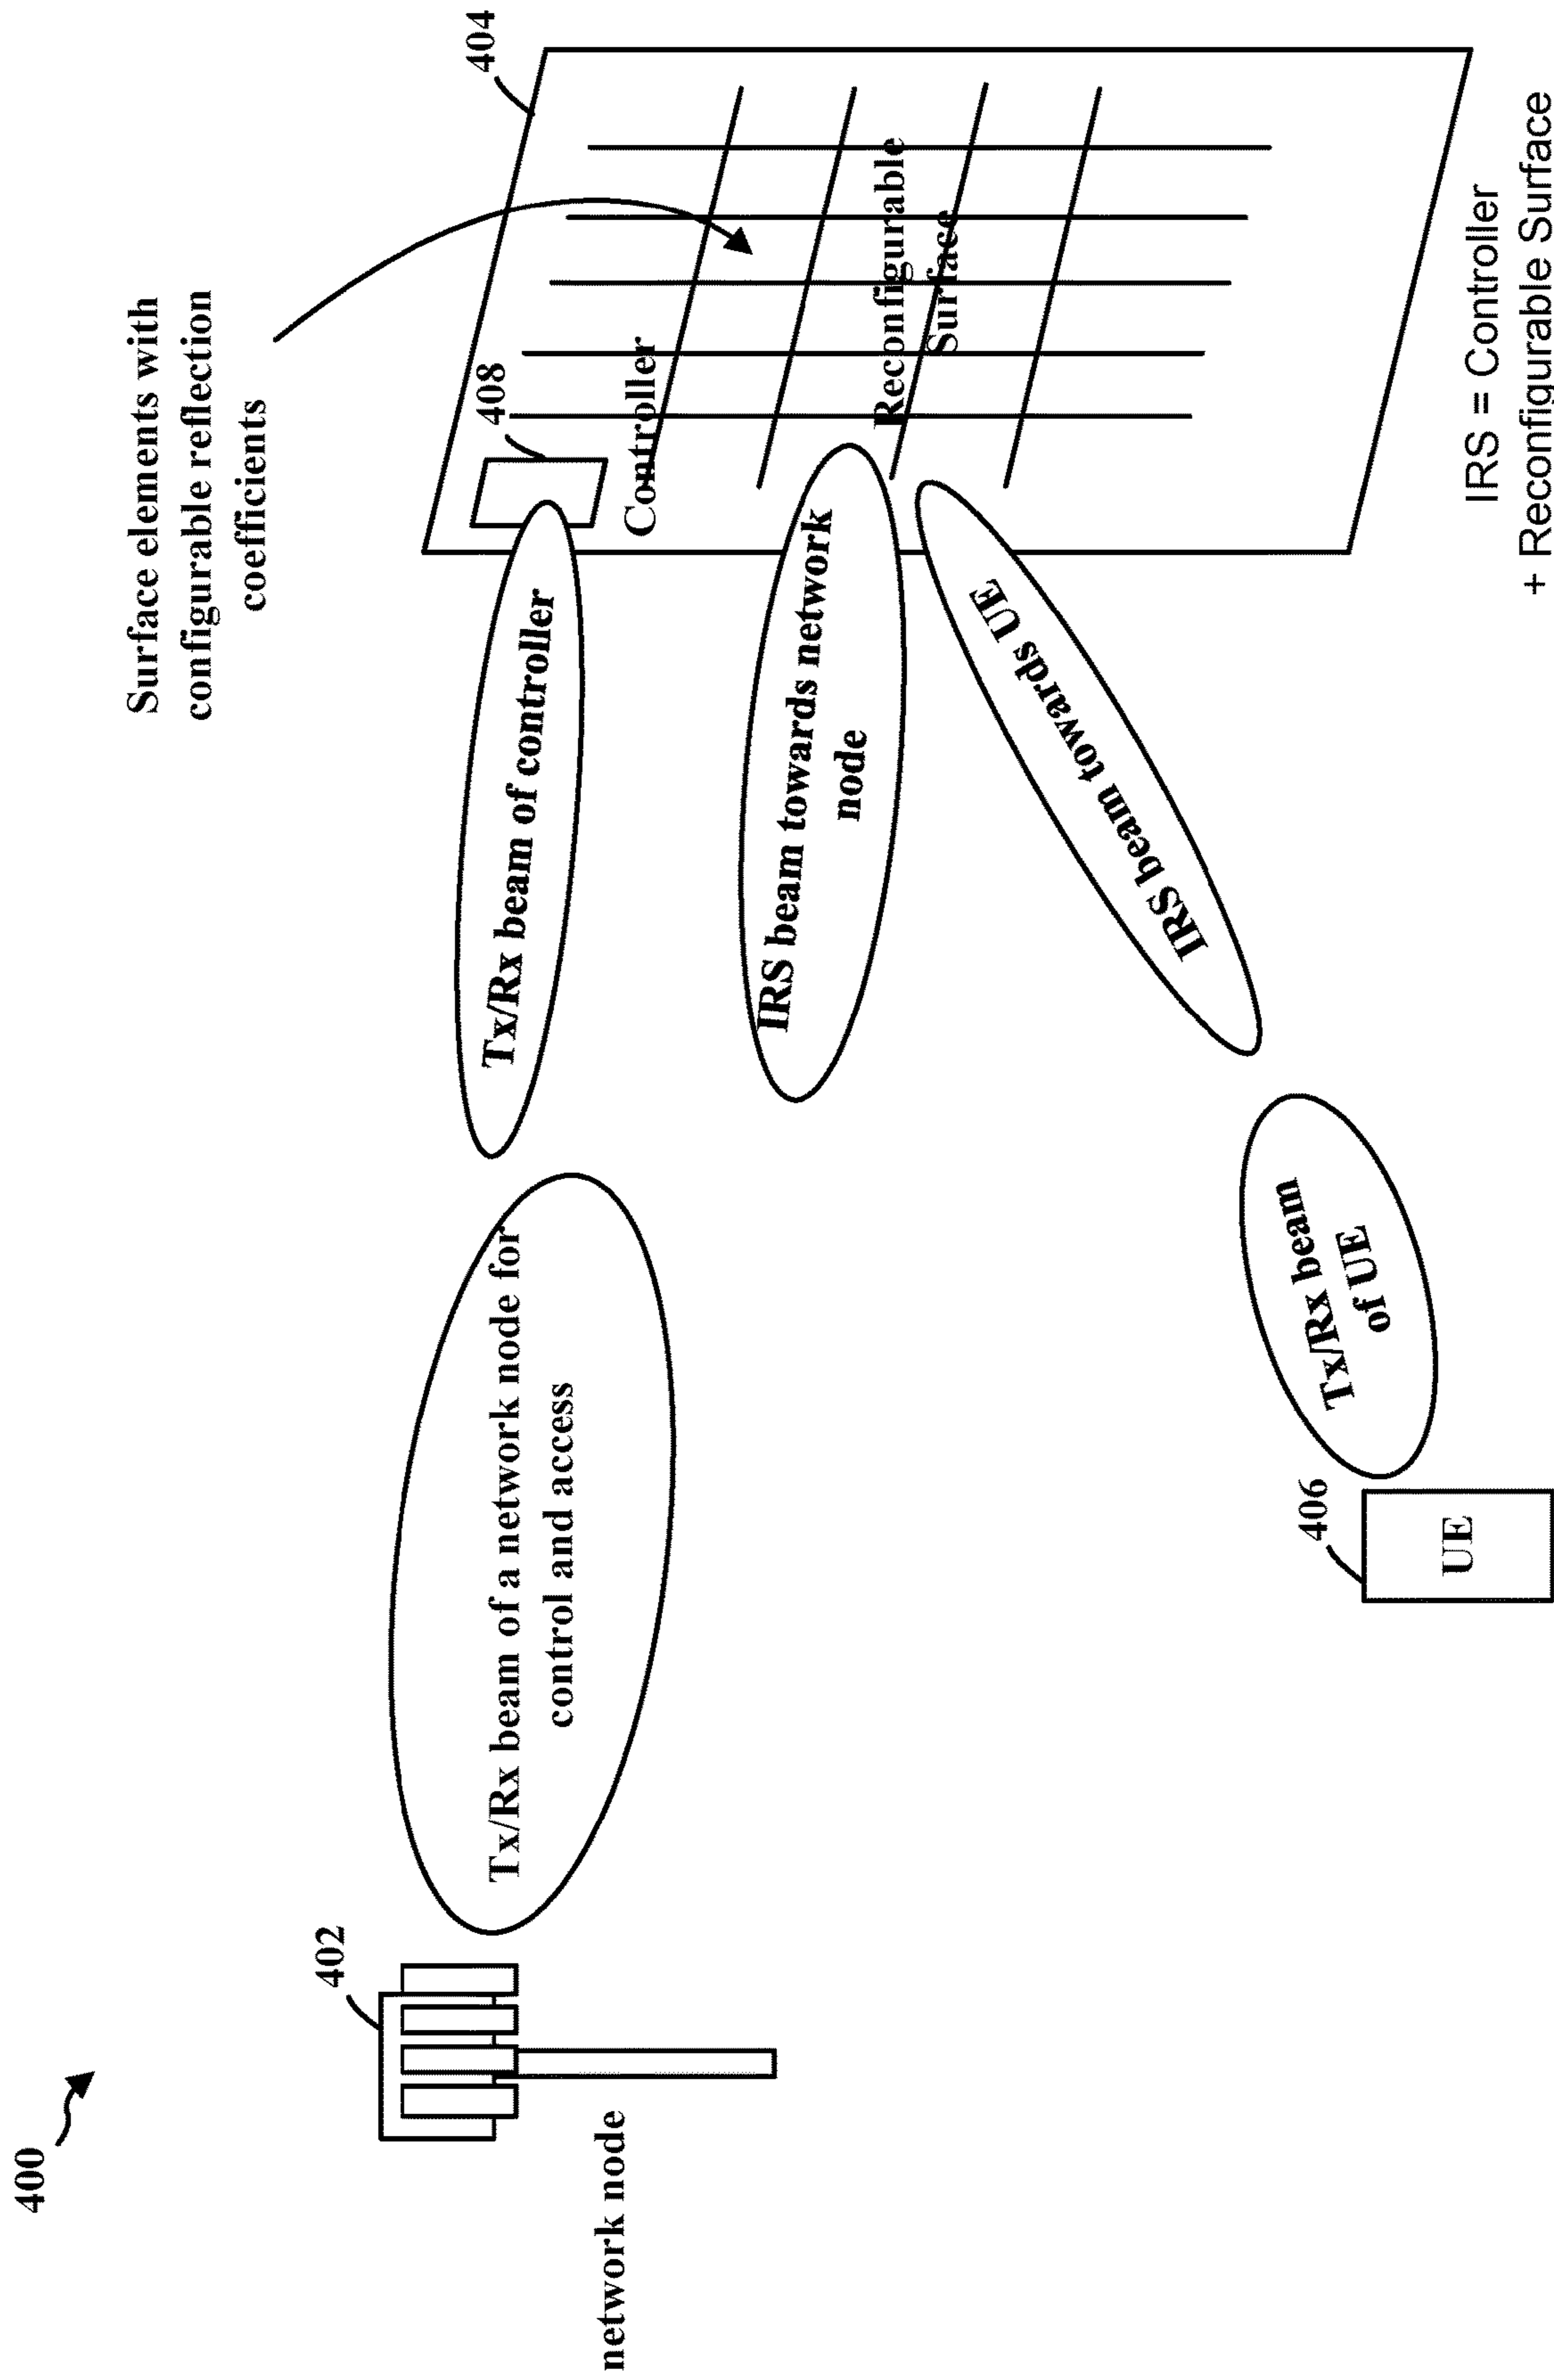 400
402
network node
Tx/Rx beam of a network node for
control and access
Tx/Rx beam of controller
Surface elements with
configurable reflection
coefficients
404
408
Controller
Reconfigurable
Surface
IRS beam towards network
node
IRS beam towards UE
Tx/Rx beam
of UE
406
UE
IRS = Controller
+ Reconfigurable Surface